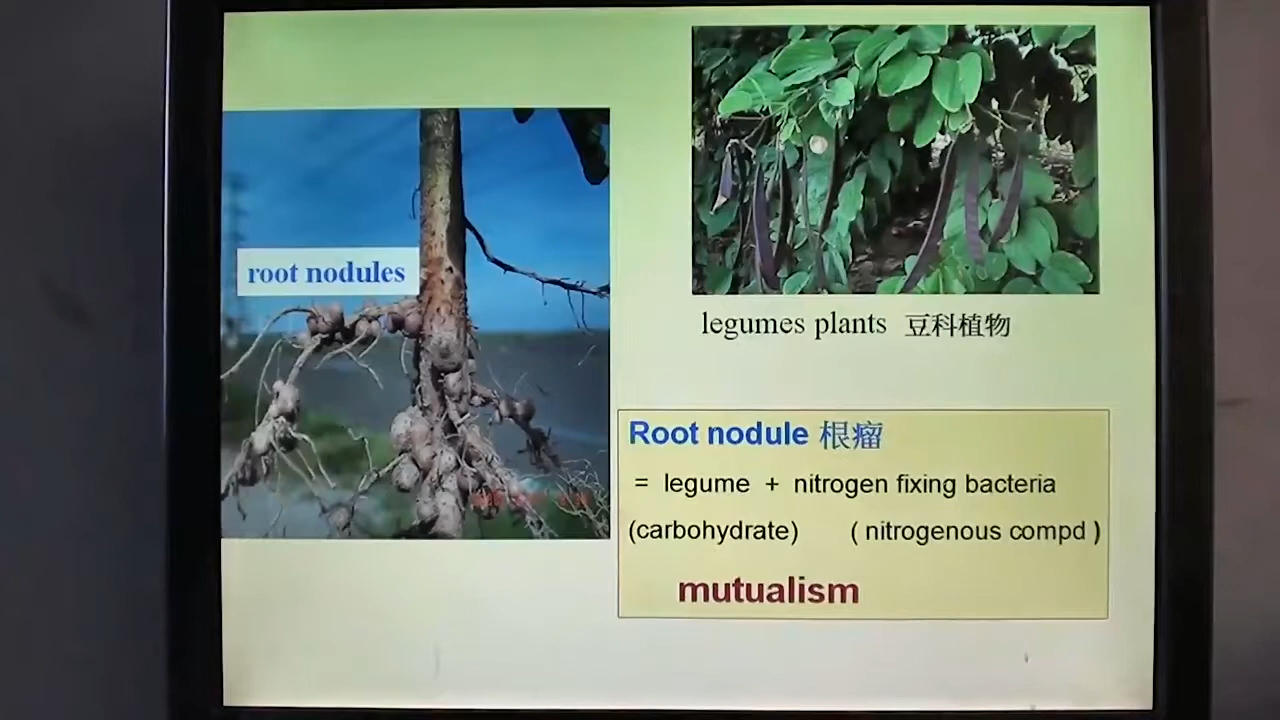 root nodules
legumes plants 豆科植物
Root nodule 根瘤
= legume + nitrogen fixing bacteria
(carbohydrate) ( nitrogenous compd )
mutualism